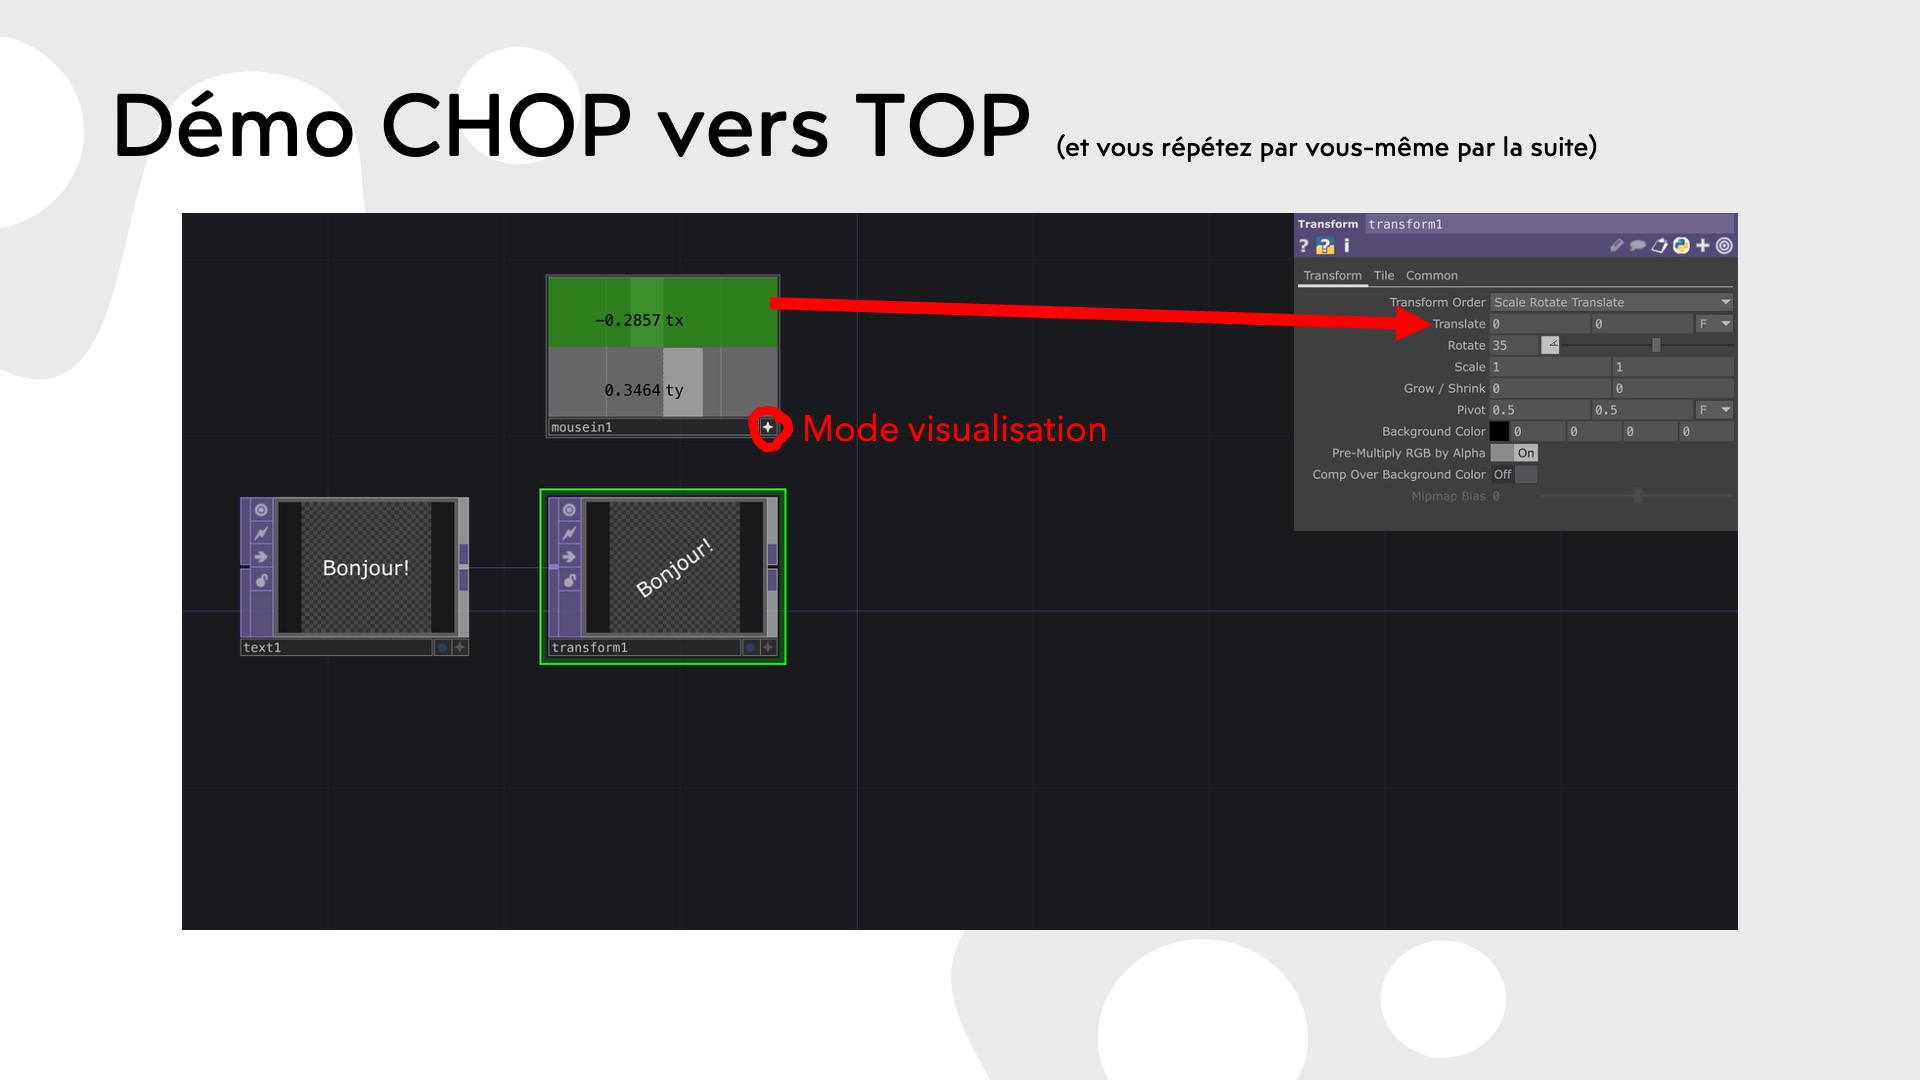 Démo CHOP vers TOP (et vous répétez par vous-même par la suite)
Transform transform1
? ? i
Transform Tile Common
Transform Order Scale Rotate Translate
Translate 0 0 F
Rotate 35
Scale 1 1
Grow / Shrink 0 0
Pivot 0.5 0.5 F
Background Color 0 0 0 0
Pre-Multiply RGB by Alpha On
Comp Over Background Color Off
Mipmap Bias 0
-0.2857 tx
0.3464 ty
mousein1
Mode visualisation
Bonjour!
text1
Bonjour!
transform1